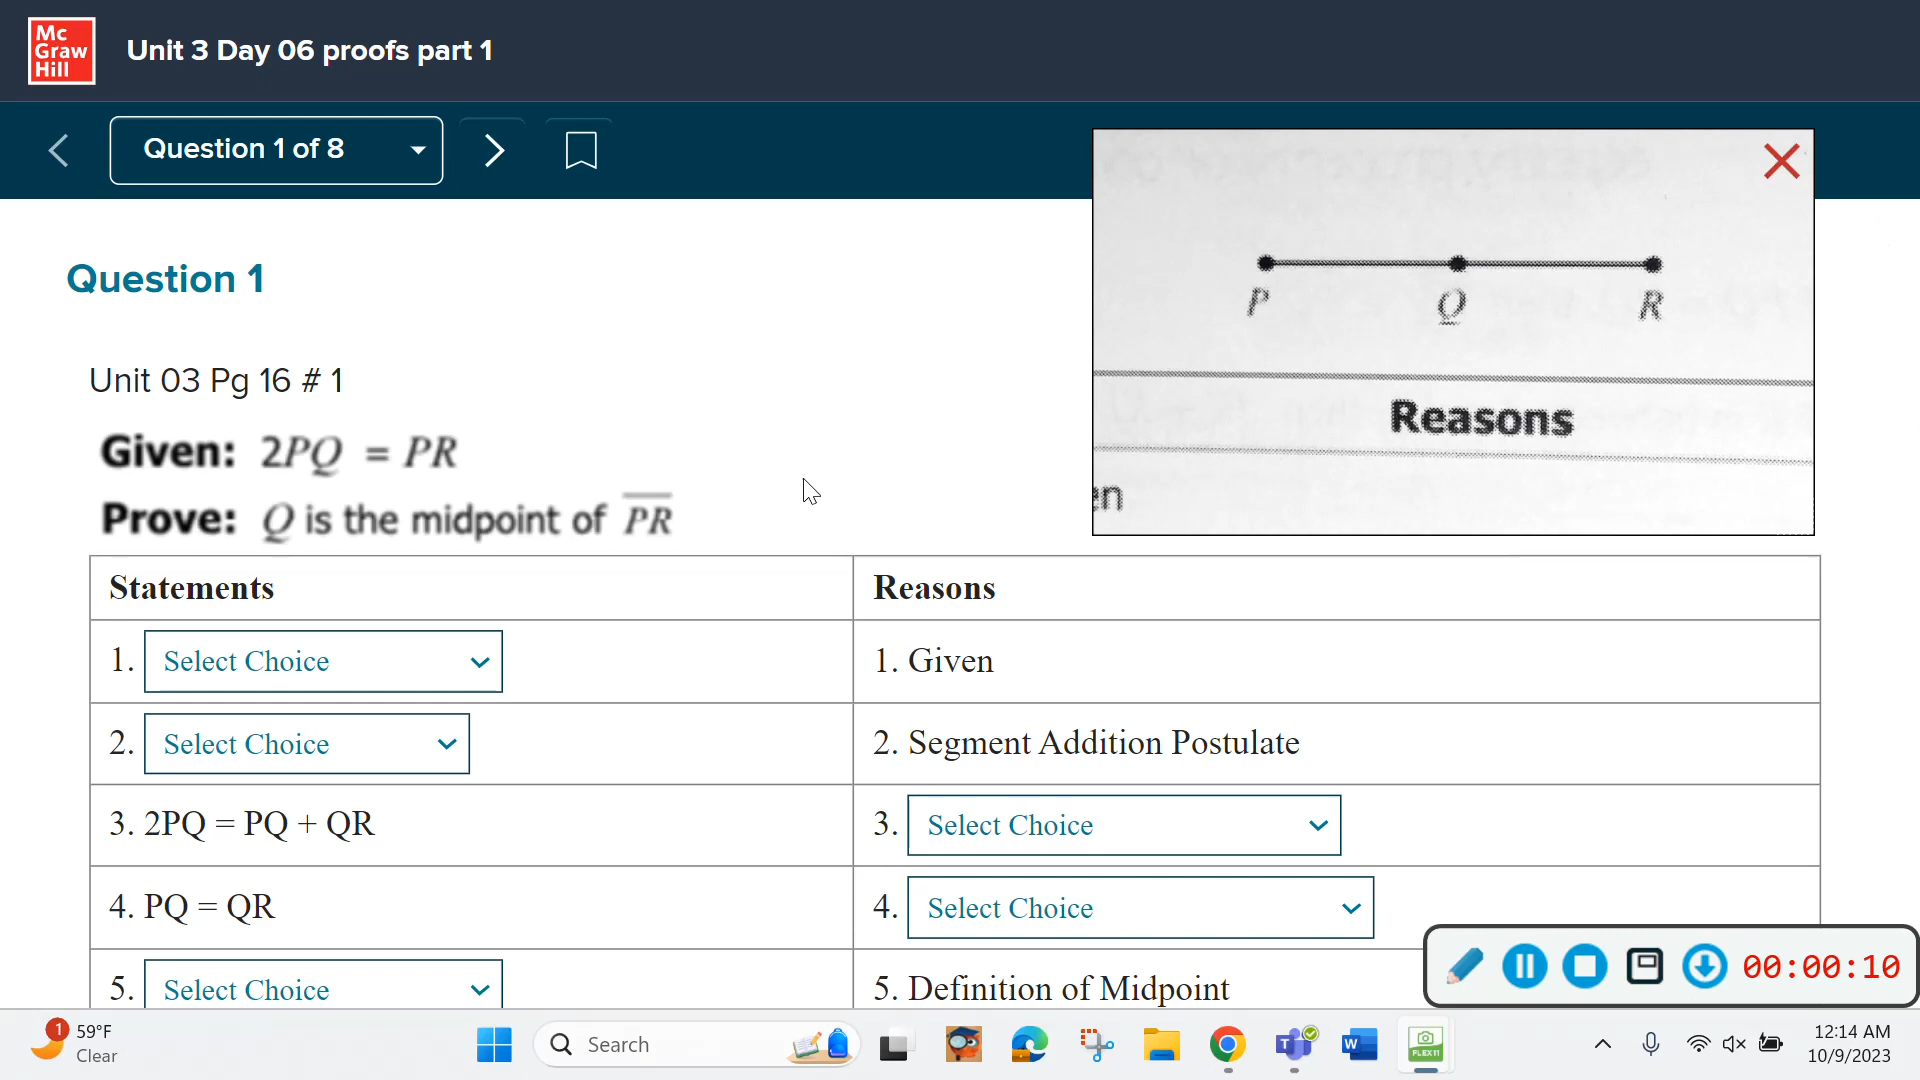 Mc
Graw
Hill
Unit 3 Day 06 proofs part 1
Question 1 of 8
Question 1
P Q R
Reasons
en
Unit 03 Pg 16 # 1
Given: 2PQ = PR
Prove: Q is the midpoint of PR
Statements Reasons
1. Select Choice 1. Given
2. Select Choice 2. Segment Addition Postulate
3. 2PQ = PQ + QR 3. Select Choice
4. PQ = QR 4. Select Choice
5. Select Choice 5. Definition of Midpoint
00:00:10
1
59°F
Clear
Search
T
W
FLEX11
12:14 AM
10/9/2023